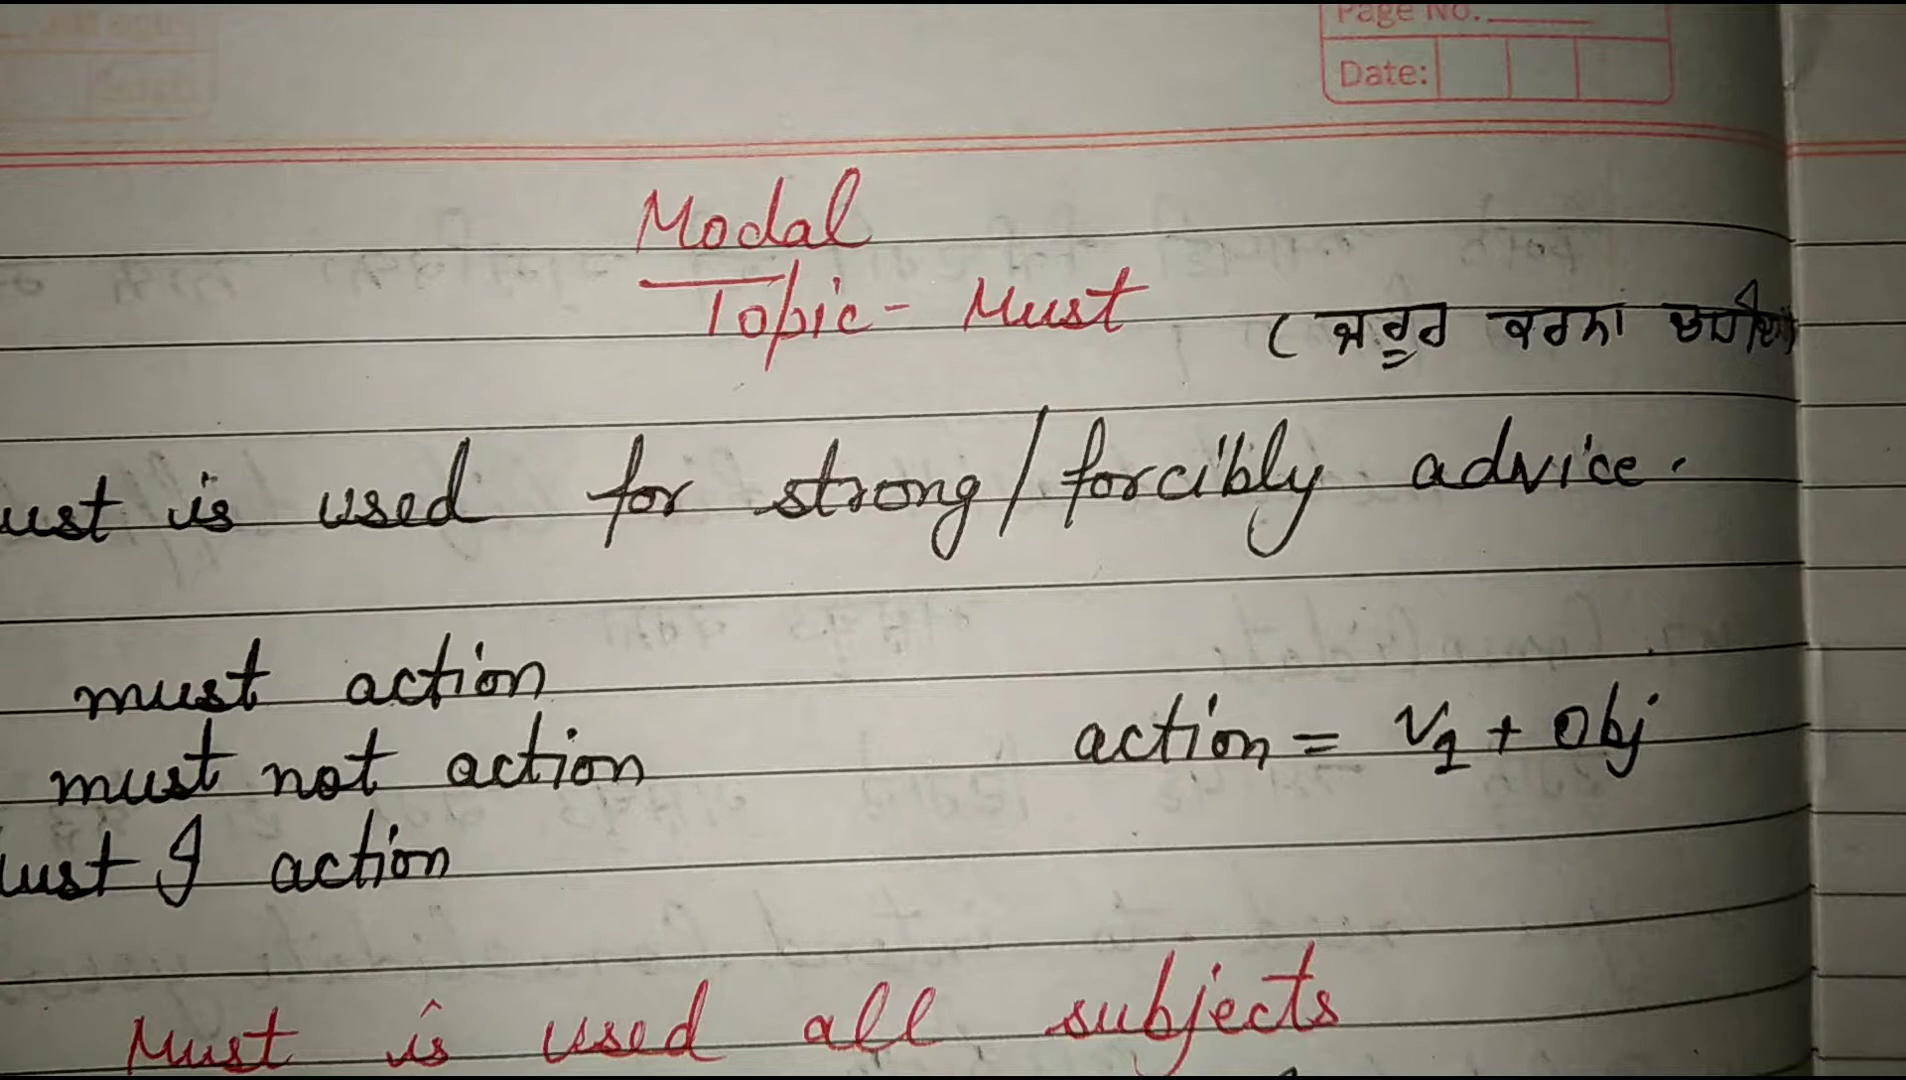 Page No.
Date:
Modal
Topic - Must (ਜਰੂਰ ਕਰਨਾ ਚਾਹੀਦਾ)
ust is used for strong/forcibly advice.
must action
must not action action = V1 + Obj
ust I action
Must is used all subjects